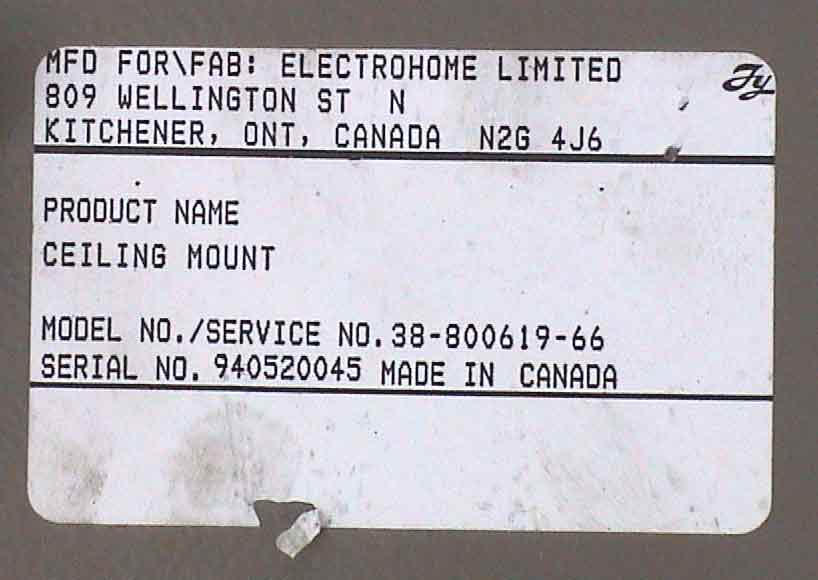 MFD FOR\FAB: ELECTROHOME LIMITED
809 WELLINGTON ST N
KITCHENER, ONT, CANADA N2G 4J6
PRODUCT NAME
CEILING MOUNT
MODEL NO./SERVICE NO. 38-800619-66
SERIAL NO. 940520045 MADE IN CANADA